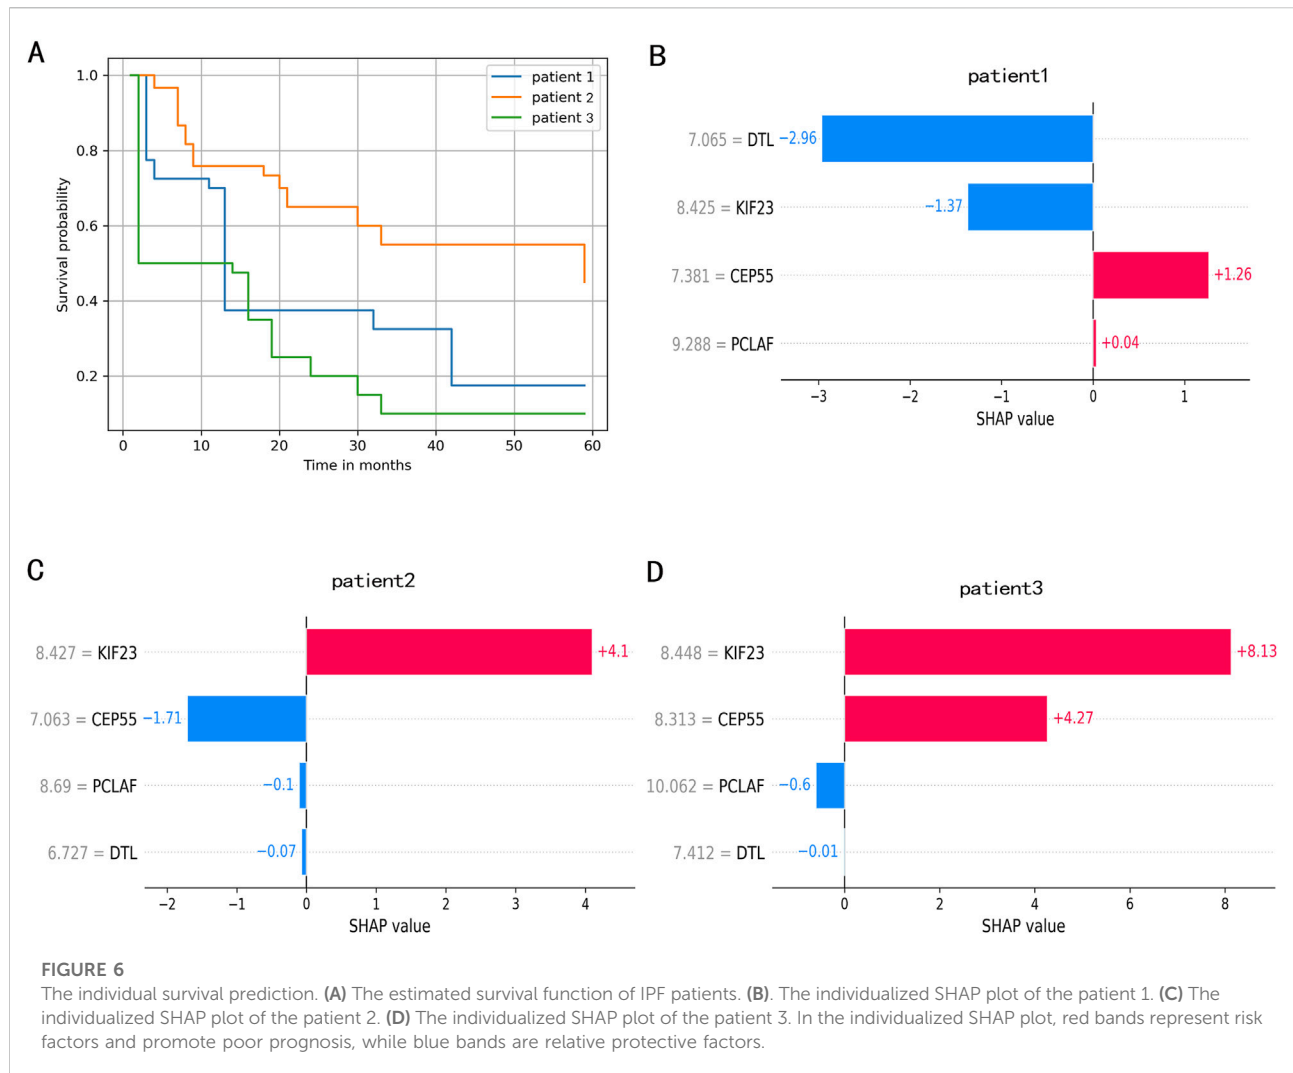 A
1.0
0.8
0.6
0.4
0.2
Survival probability
0
10
20
30
40
50
60
Time in months
patient 1
patient 2
patient 3
B
patient1
7.065 = DTL
−2.96
8.425 = KIF23
−1.37
7.381 = CEP55
+1.26
9.288 = PCLAF
+0.04
−3
−2
−1
0
1
SHAP value
C
patient2
8.427 = KIF23
+4.1
7.063 = CEP55
−1.71
8.69 = PCLAF
−0.1
6.727 = DTL
−0.07
−2
−1
0
1
2
3
4
SHAP value
D
patient3
8.448 = KIF23
+8.13
8.313 = CEP55
+4.27
10.062 = PCLAF
−0.6
7.412 = DTL
−0.01
0
2
4
6
8
SHAP value
FIGURE 6
The individual survival prediction. (A) The estimated survival function of IPF patients. (B). The individualized SHAP plot of the patient 1. (C) The
individualized SHAP plot of the patient 2. (D) The individualized SHAP plot of the patient 3. In the individualized SHAP plot, red bands represent risk
factors and promote poor prognosis, while blue bands are relative protective factors.